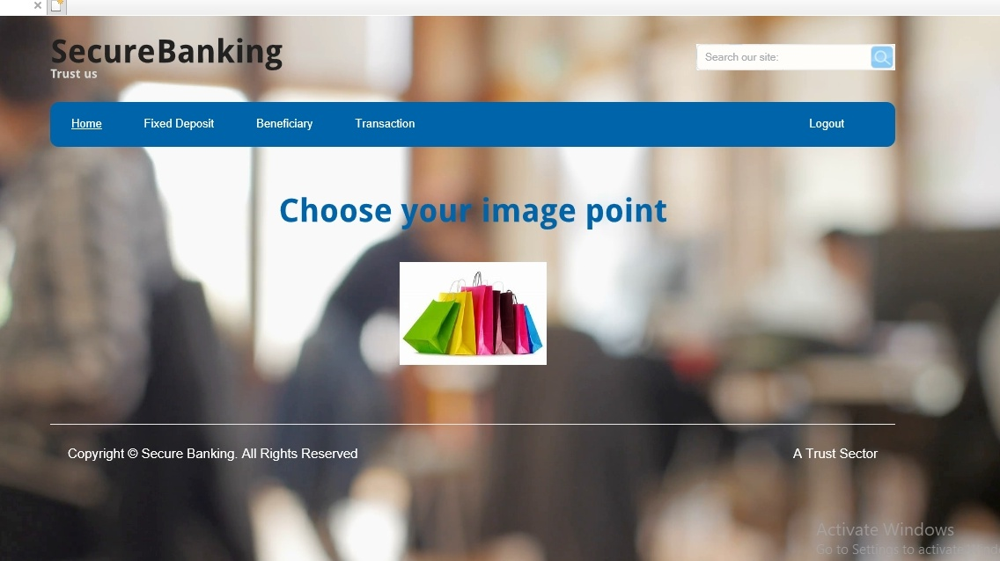 SecureBanking
Trust us
Search our site:
Home Fixed Deposit Beneficiary Transaction Logout
Choose your image point
Copyright © Secure Banking. All Rights Reserved A Trust Sector
Activate Windows
Go to Settings to activate